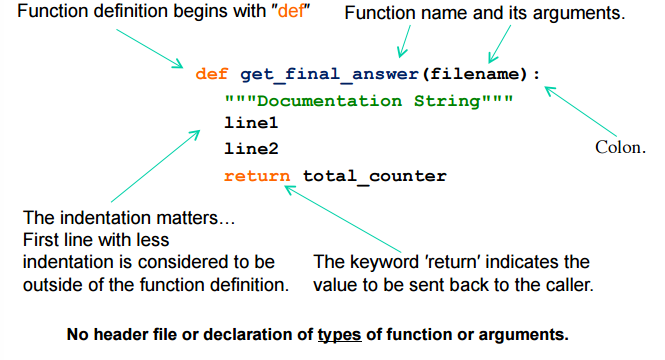 Function definition begins with "def"
Function name and its arguments.
def get_final_answer(filename):
"""Documentation String"""
line1
line2
return total_counter
Colon.
The indentation matters…
First line with less
indentation is considered to be
outside of the function definition.
The keyword 'return' indicates the
value to be sent back to the caller.
No header file or declaration of types of function or arguments.